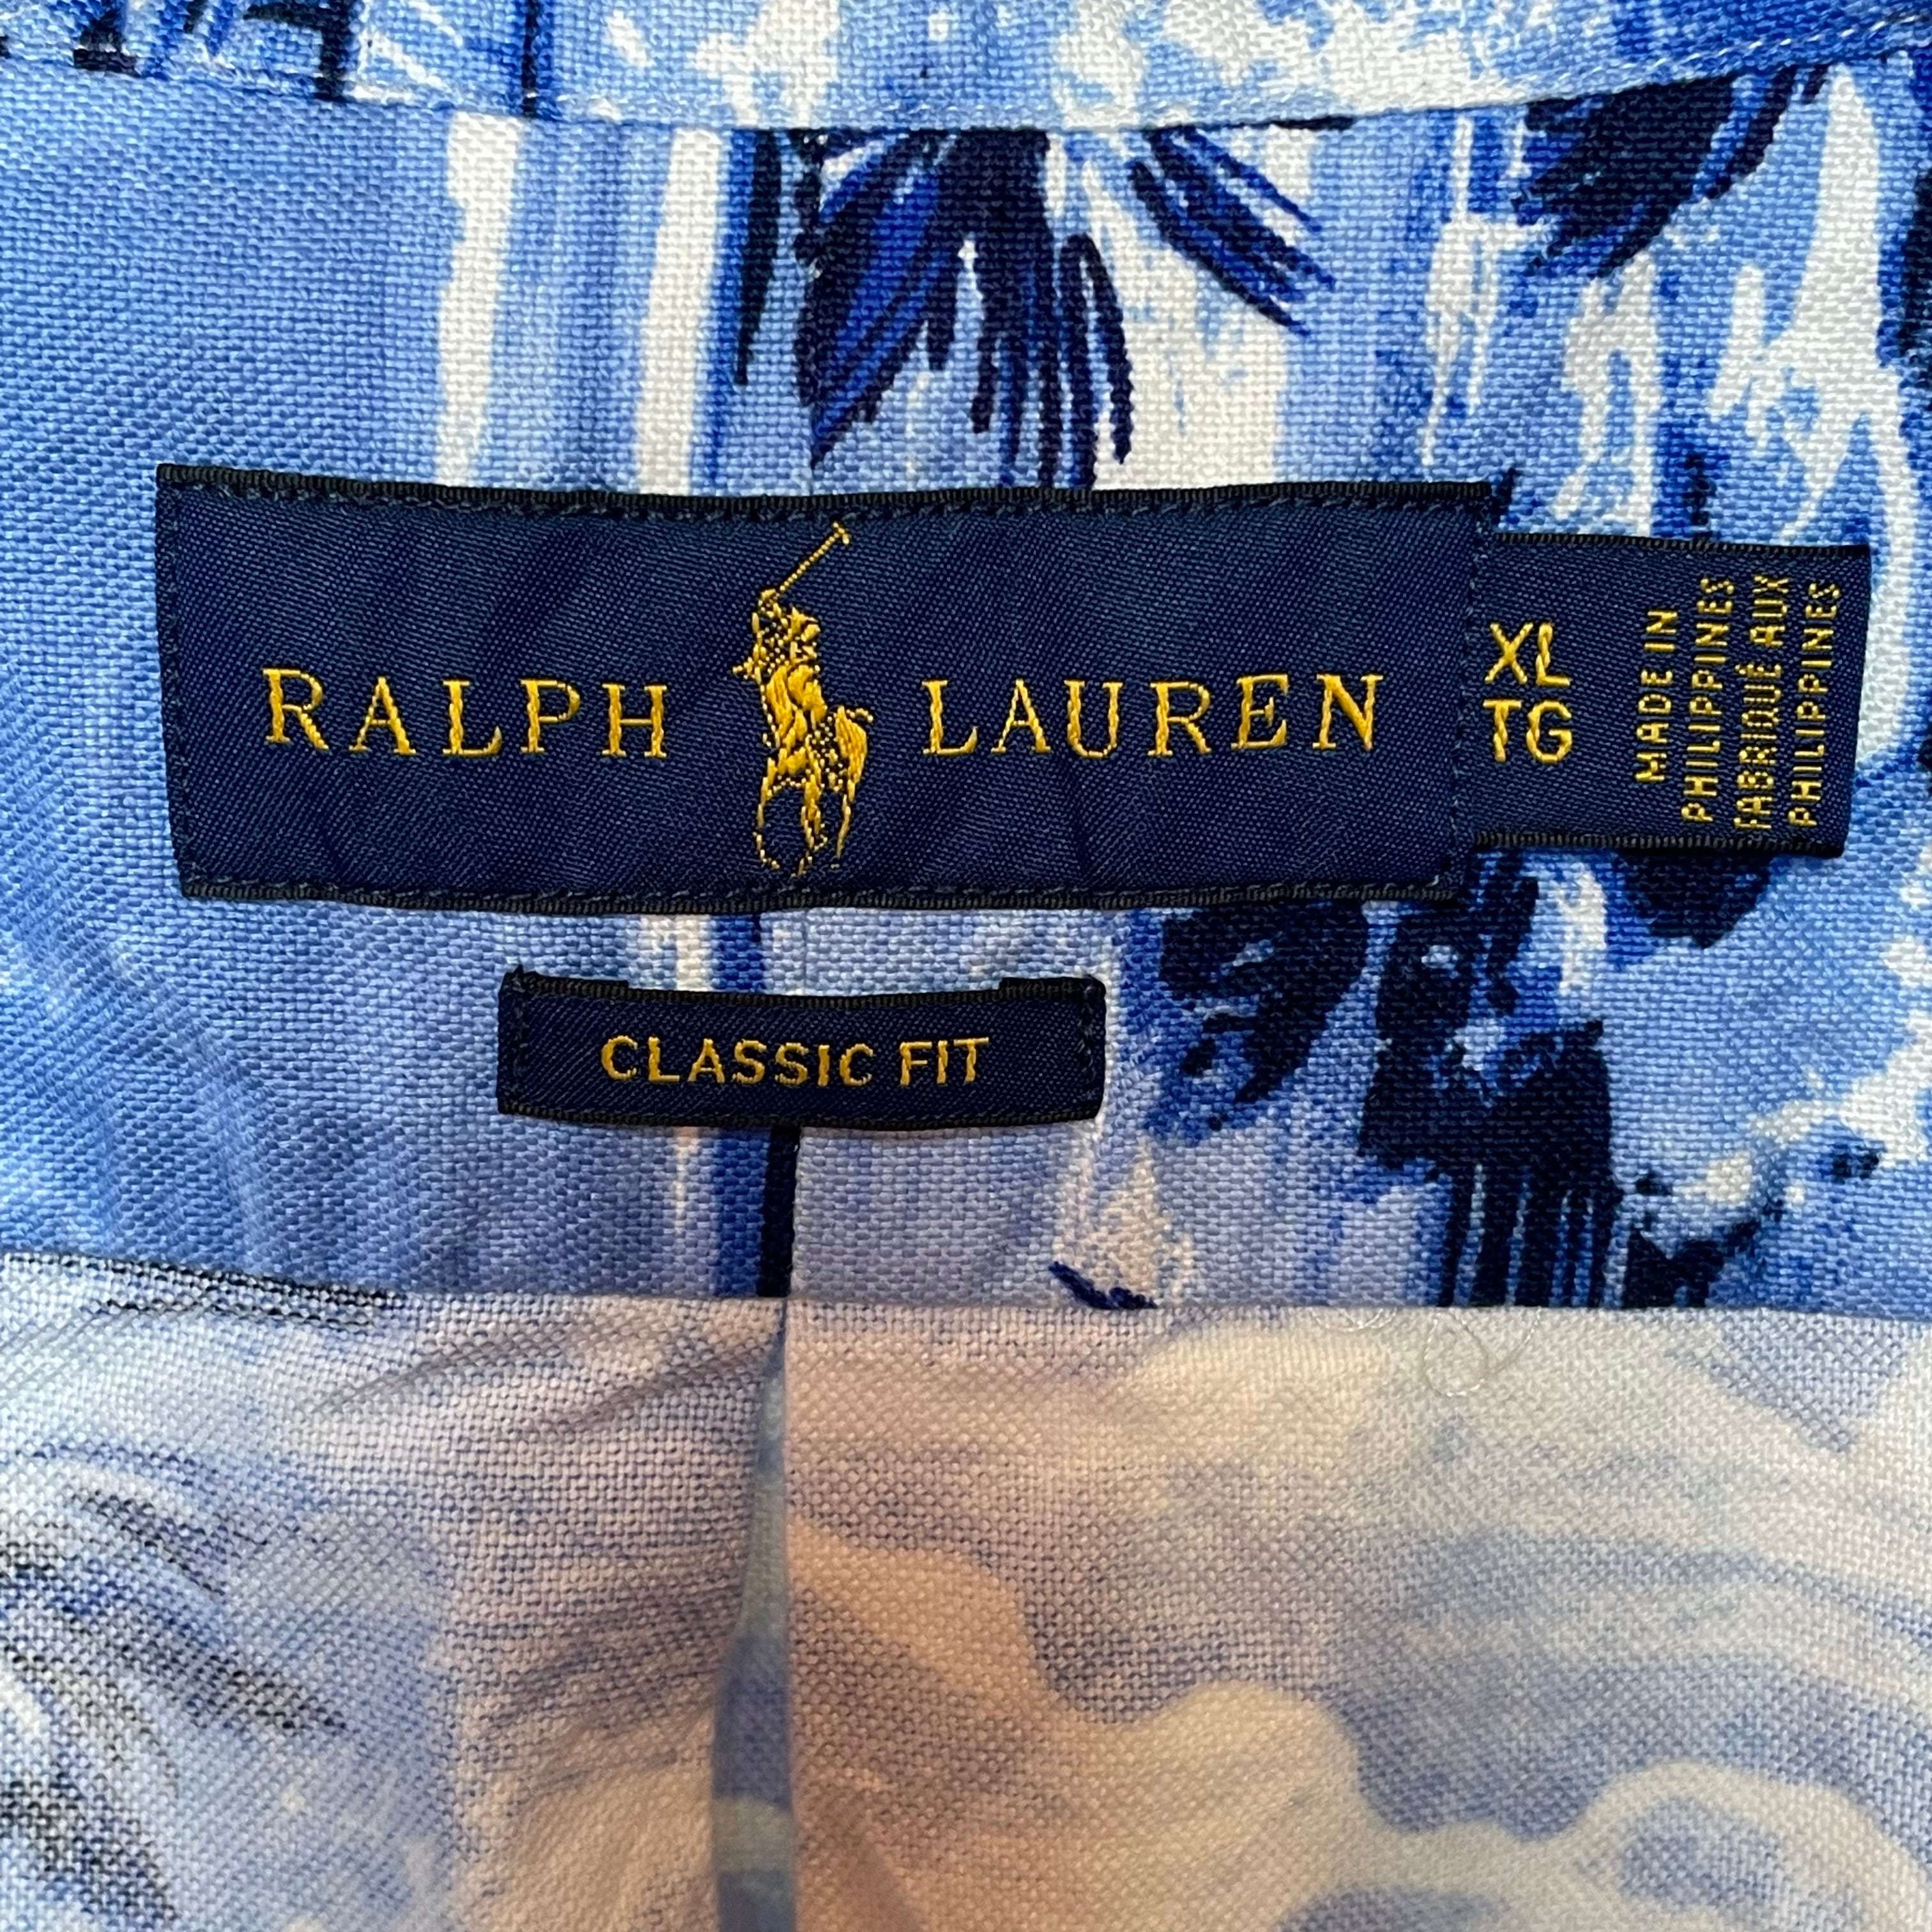 RALPH LAUREN
XL
TG
MADE IN
PHILIPPINES
FABRIQUÉ AUX
PHILIPPINES
CLASSIC FIT